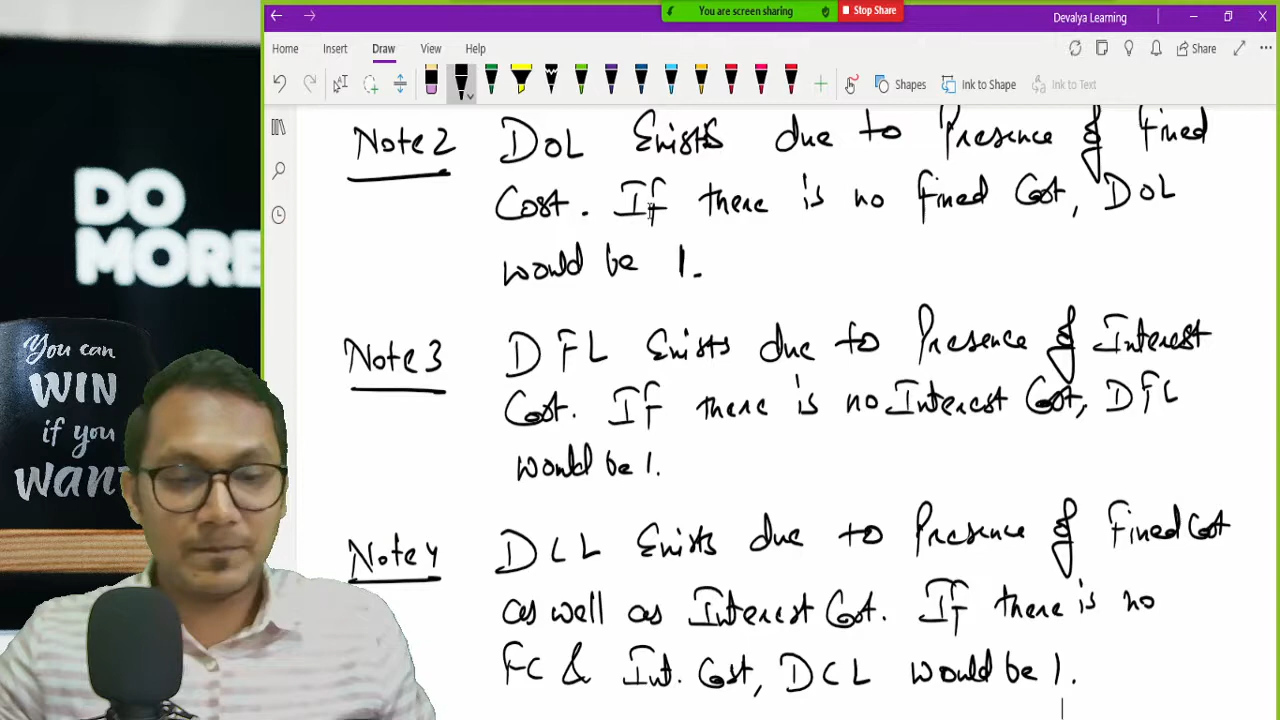 You are screen sharing
Stop Share
Devalya Learning
Home Insert Draw View Help
Share
Shapes
Ink to Shape
Ink to Text
DO
MORE
You can
WIN
if you
Want
Note 2 DOL Exists due to Presence of Fixed
Cost. If there is no fixed Cost, DOL
would be 1.
Note 3 DFL Exists due to Presence of Interest
Cost. If there is no Interest Cost, DFL
would be 1.
Note 4 DCL Exists due to Presence of Fixed Cost
as well as Interest Cost. If there is no
FC & Int. Cost, DCL would be 1.